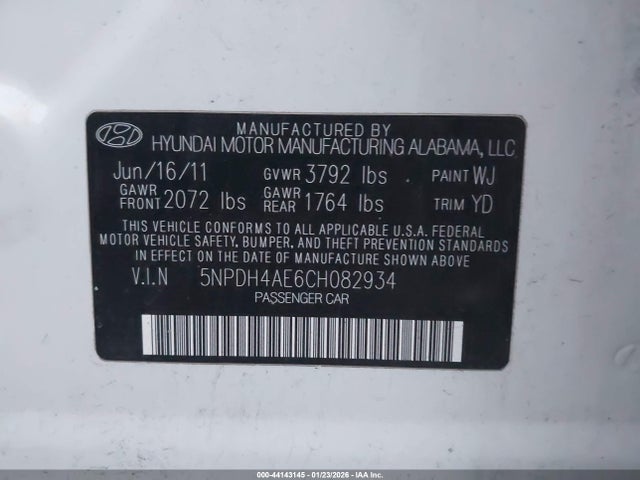 MANUFACTURED BY
HYUNDAI MOTOR MANUFACTURING ALABAMA, LLC
Jun/16/11 GVWR 3792 lbs PAINT WJ
GAWR FRONT 2072 lbs GAWR REAR 1764 lbs TRIM YD
THIS VEHICLE CONFORMS TO ALL APPLICABLE U.S.A. FEDERAL
MOTOR VEHICLE SAFETY, BUMPER, AND THEFT PREVENTION
STANDARDS IN EFFECT ON THE DATE OF MANUFACTURE SHOWN ABOVE
V.I.N 5NPDH4AE6CH082934
PASSENGER CAR
000-44143145 - 01/23/2026 - IAA, Inc.